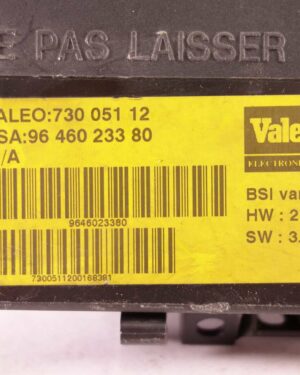 E PAS LAISSER
ALEO:730 051 12
SA:96 460 233 80
/A
Vale
ELECTRONI
BSI var
HW : 2
SW : 3.
9646023380
7300511200188381